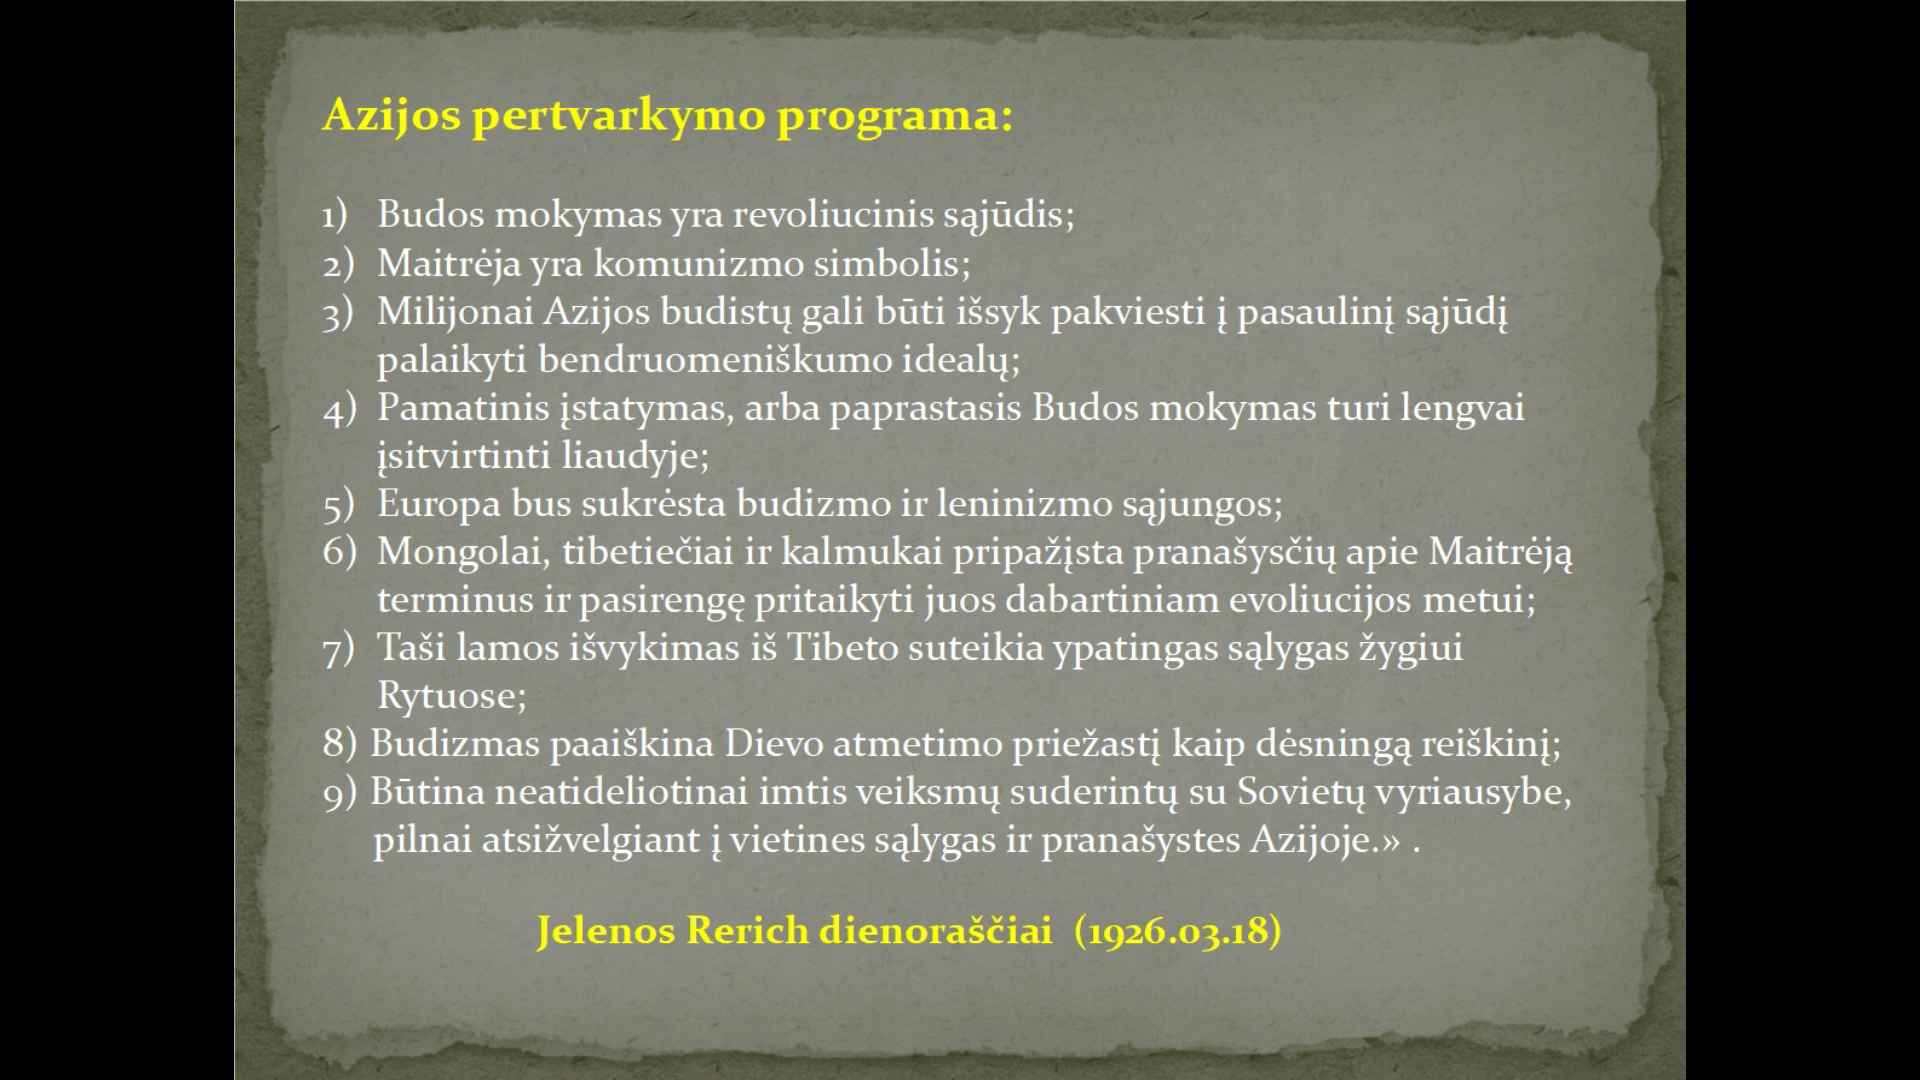 Azijos pertvarkymo programa:
1) Budos mokymas yra revoliucinis sąjūdis;
2) Maitrėja yra komunizmo simbolis;
3) Milijonai Azijos budistų gali būti išsyk pakviesti į pasaulinį sąjūdį
palaikyti bendruomeniškumo idealų;
4) Pamatinis įstatymas, arba paprastasis Budos mokymas turi lengvai
įsitvirtinti liaudyje;
5) Europa bus sukrėsta budizmo ir leninizmo sąjungos;
6) Mongolai, tibetiečiai ir kalmukai pripažįsta pranašysčių apie Maitrėją
terminus ir pasirengę pritaikyti juos dabartiniam evoliucijos metui;
7) Taši lamos išvykimas iš Tibeto suteikia ypatingas sąlygas žygiui
Rytuose;
8) Budizmas paaiškina Dievo atmetimo priežastį kaip dėsningą reiškinį;
9) Būtina neatideliotinai imtis veiksmų suderintų su Sovietų vyriausybe,
pilnai atsižvelgiant į vietines sąlygas ir pranašystes Azijoje.» .
Jelenos Rerich dienoraščiai (1926.03.18)